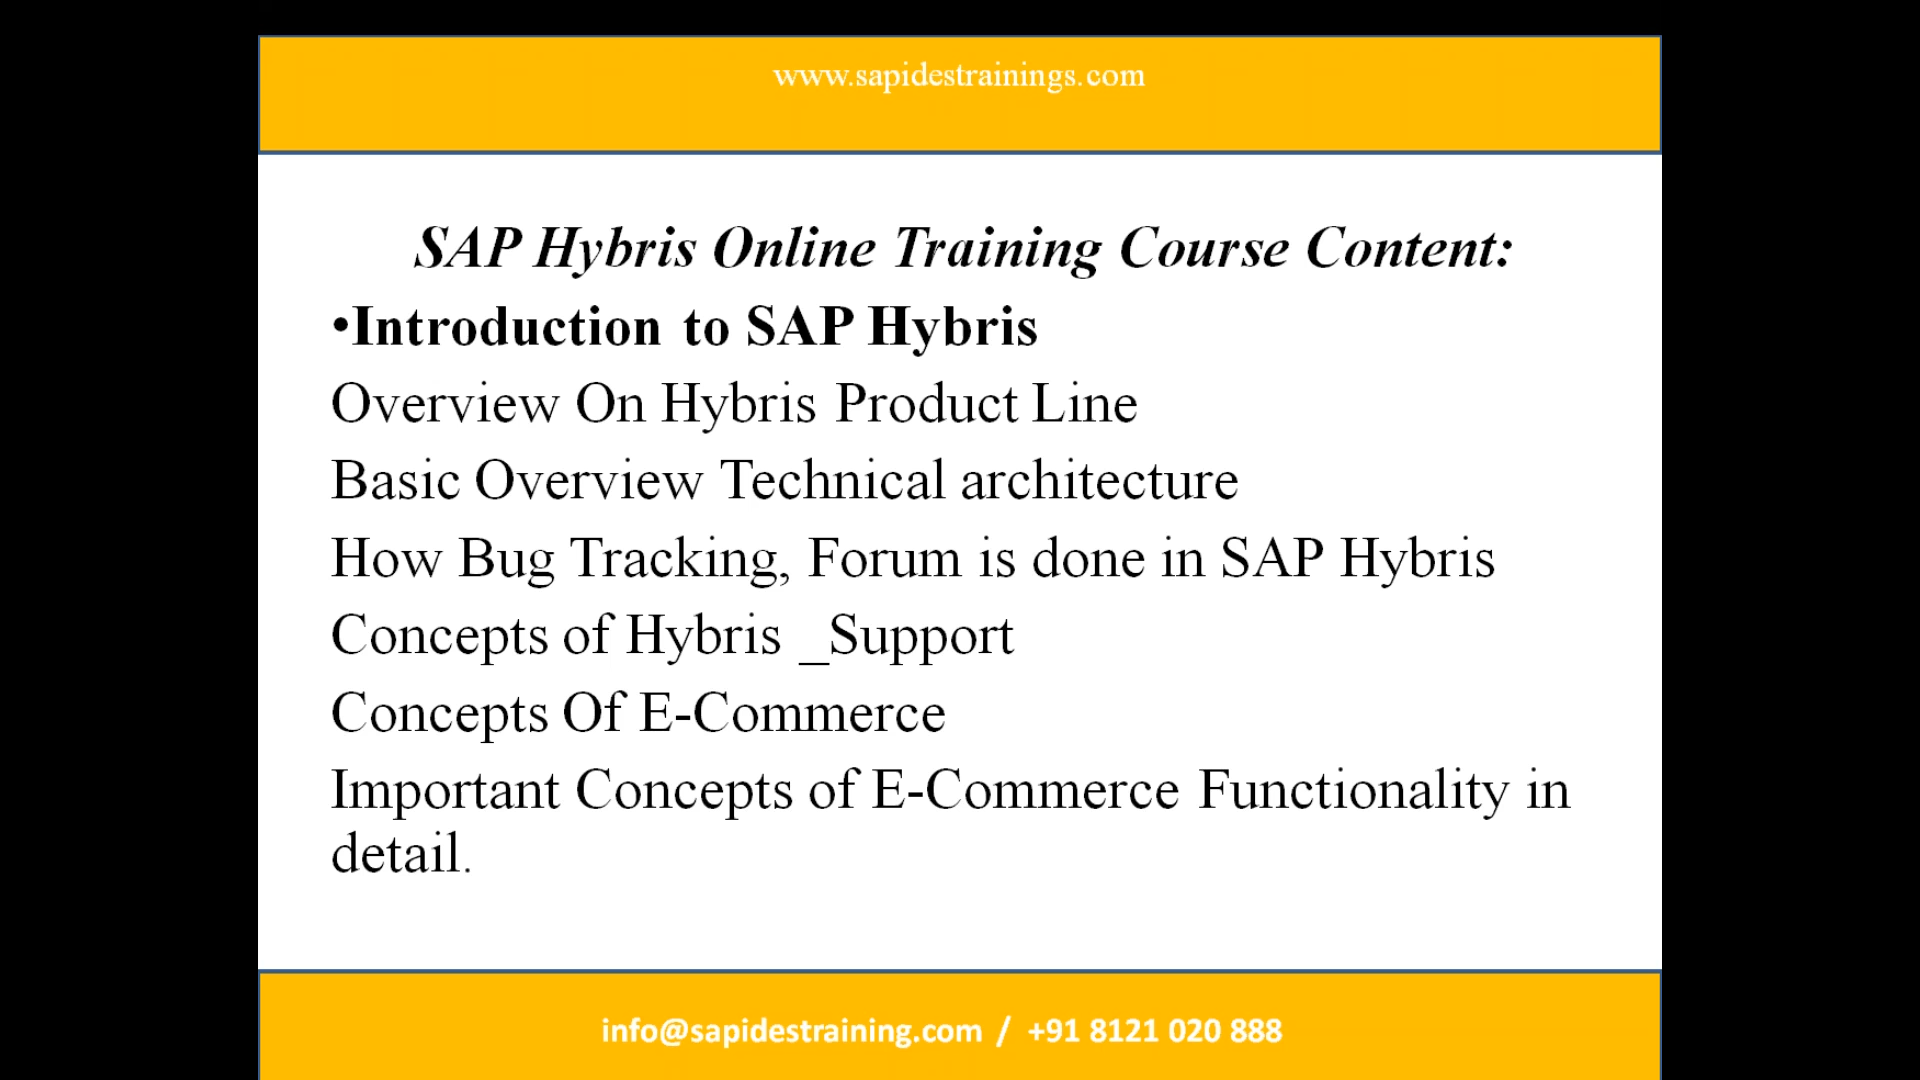 www.sapidestrainings.com
SAP Hybris Online Training Course Content:
•Introduction to SAP Hybris
Overview On Hybris Product Line
Basic Overview Technical architecture
How Bug Tracking, Forum is done in SAP Hybris
Concepts of Hybris _Support
Concepts Of E-Commerce
Important Concepts of E-Commerce Functionality in
detail.
info@sapidestraining.com / +91 8121 020 888